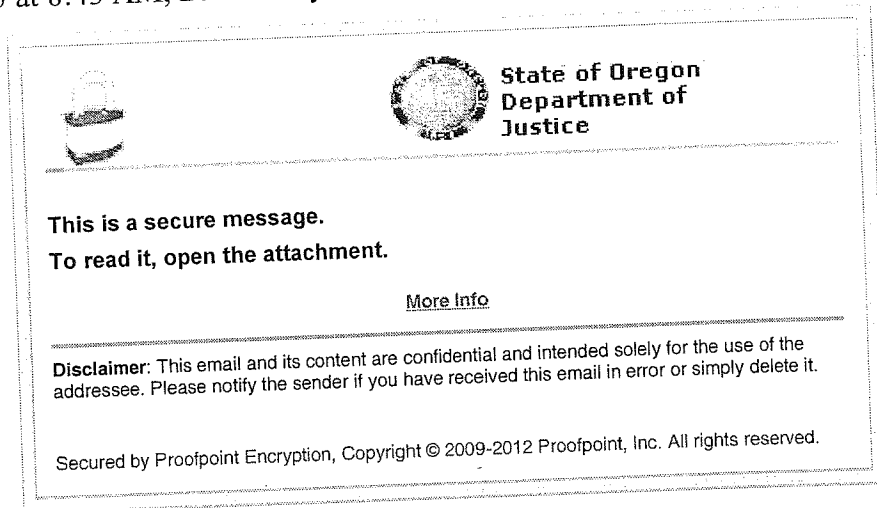 State of Oregon
Department of
Justice
This is a secure message.
To read it, open the attachment.
More Info
Disclaimer: This email and its content are confidential and intended solely for the use of the
addressee. Please notify the sender if you have received this email in error or simply delete it.
Secured by Proofpoint Encryption, Copyright © 2009-2012 Proofpoint, Inc. All rights reserved.